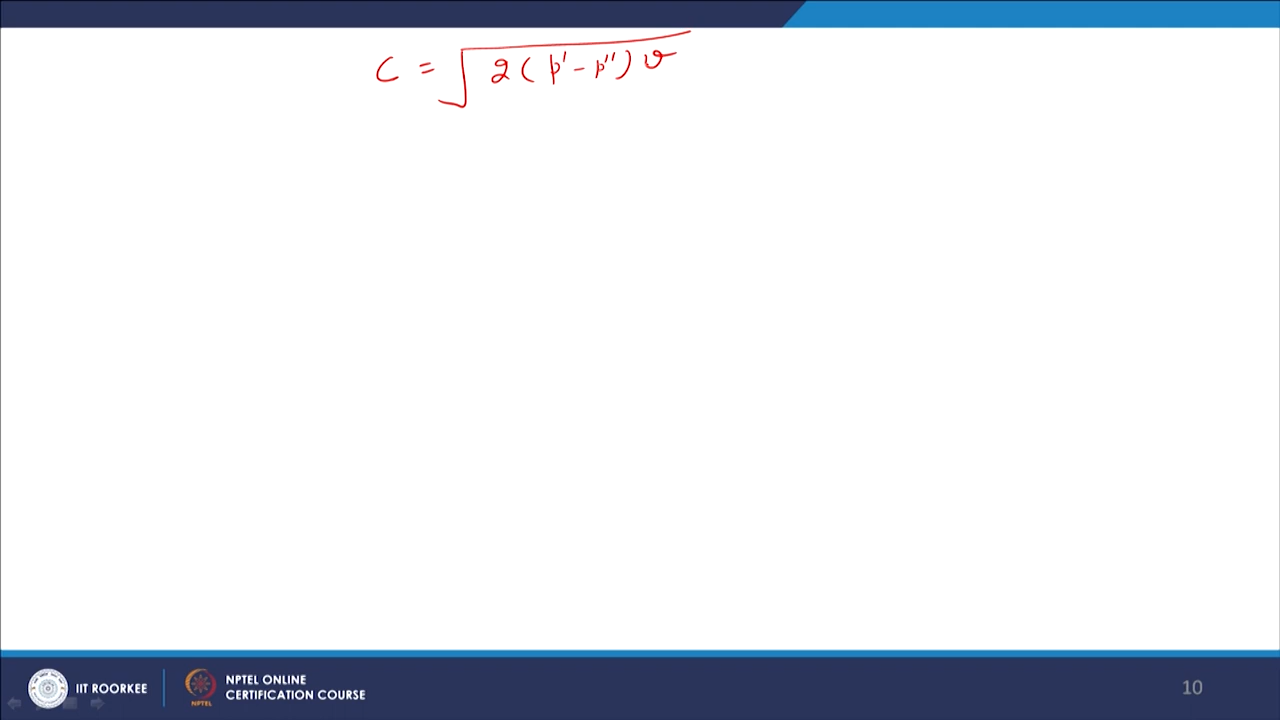 C = √2(p′ − p″)v
IIT ROORKEE
NPTEL ONLINE
CERTIFICATION COURSE
10